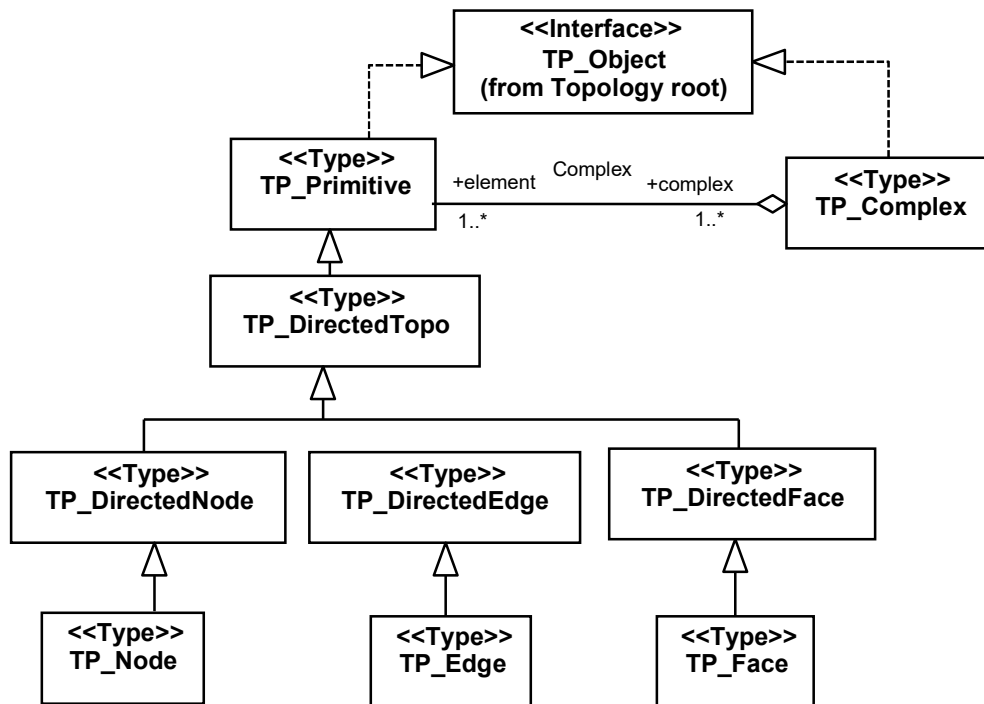 <<Interface>>
TP_Object
(from Topology root)
<<Type>>
TP_Primitive
+element
Complex
+complex
1..*
1..*
<<Type>>
TP_Complex
<<Type>>
TP_DirectedTopo
<<Type>>
TP_DirectedNode
<<Type>>
TP_DirectedEdge
<<Type>>
TP_DirectedFace
<<Type>>
TP_Node
<<Type>>
TP_Edge
<<Type>>
TP_Face